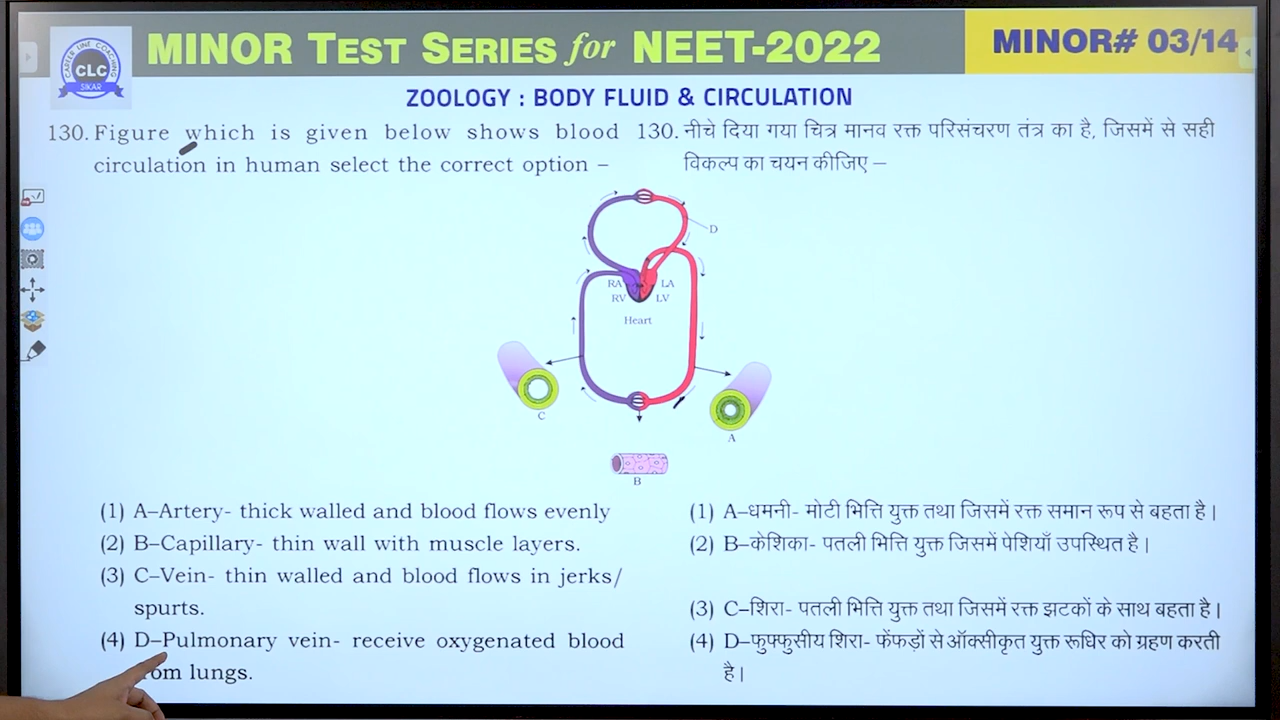 CAREER LINE COACHING
CLC
SIKAR
MINOR TEST SERIES for NEET-2022
MINOR# 03/14
ZOOLOGY : BODY FLUID & CIRCULATION
130. Figure which is given below shows blood
circulation in human select the correct option –
130. नीचे दिया गया चित्र मानव रक्त परिसंचरण तंत्र का है, जिसमें से सही
विकल्प का चयन कीजिए –
D
RA LA
RV LV
Heart
C
A
B
(1) A–Artery- thick walled and blood flows evenly
(2) B–Capillary- thin wall with muscle layers.
(3) C–Vein- thin walled and blood flows in jerks/
spurts.
(4) D–Pulmonary vein- receive oxygenated blood
lungs.
(1) A–धमनी- मोटी भित्ति युक्त तथा जिसमें रक्त समान रूप से बहता है।
(2) B–केशिका- पतली भित्ति युक्त जिसमें पेशियाँ उपस्थित है।
(3) C–शिरा- पतली भित्ति युक्त तथा जिसमें रक्त झटकों के साथ बहता है।
(4) D–फुफ्फुसीय शिरा- फेंफड़ों से ऑक्सीकृत युक्त रूधिर को ग्रहण करती
है।